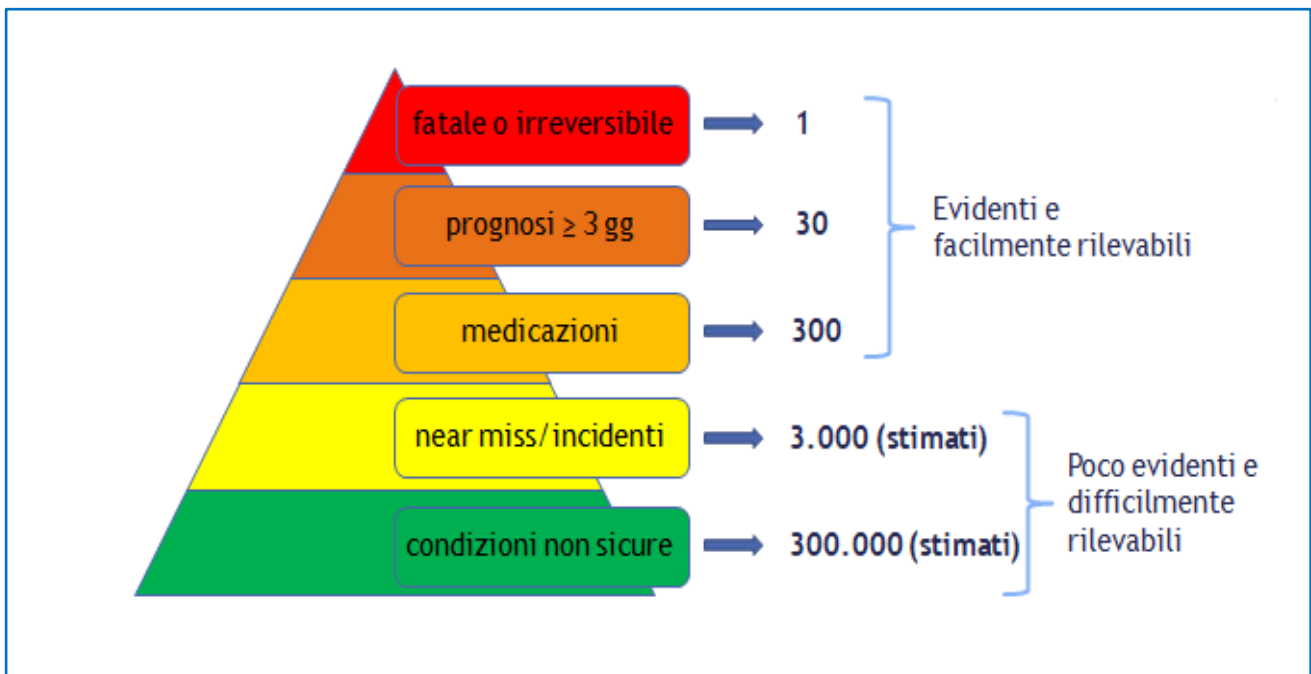 fatale o irreversibile
1
prognosi ≥ 3 gg
30
medicazioni
300
Evidenti e
facilmente rilevabili
near miss/incidenti
3.000 (stimati)
condizioni non sicure
300.000 (stimati)
Poco evidenti e
difficilmente
rilevabili